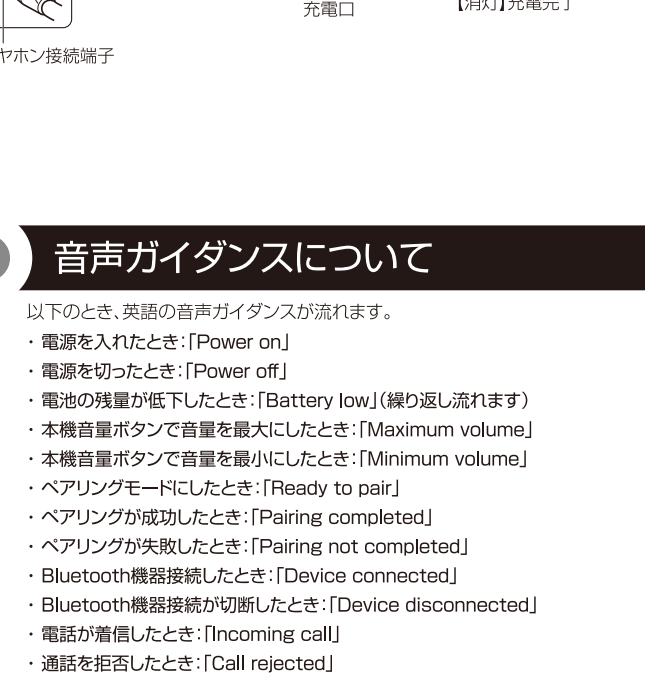 充電口
【消灯】充電完了
ヤホン接続端子
音声ガイダンスについて
以下のとき、英語の音声ガイダンスが流れます。
・電源を入れたとき：「Power on」
・電源を切ったとき：「Power off」
・電池の残量が低下したとき：「Battery low」（繰り返し流れます）
・本機音量ボタンで音量を最大にしたとき：「Maximum volume」
・本機音量ボタンで音量を最小にしたとき：「Minimum volume」
・ペアリングモードにしたとき：「Ready to pair」
・ペアリングが成功したとき：「Pairing completed」
・ペアリングが失敗したとき：「Pairing not completed」
・Bluetooth機器接続したとき：「Device connected」
・Bluetooth機器接続が切断したとき：「Device disconnected」
・電話が着信したとき：「Incoming call」
・通話を拒否したとき：「Call rejected」